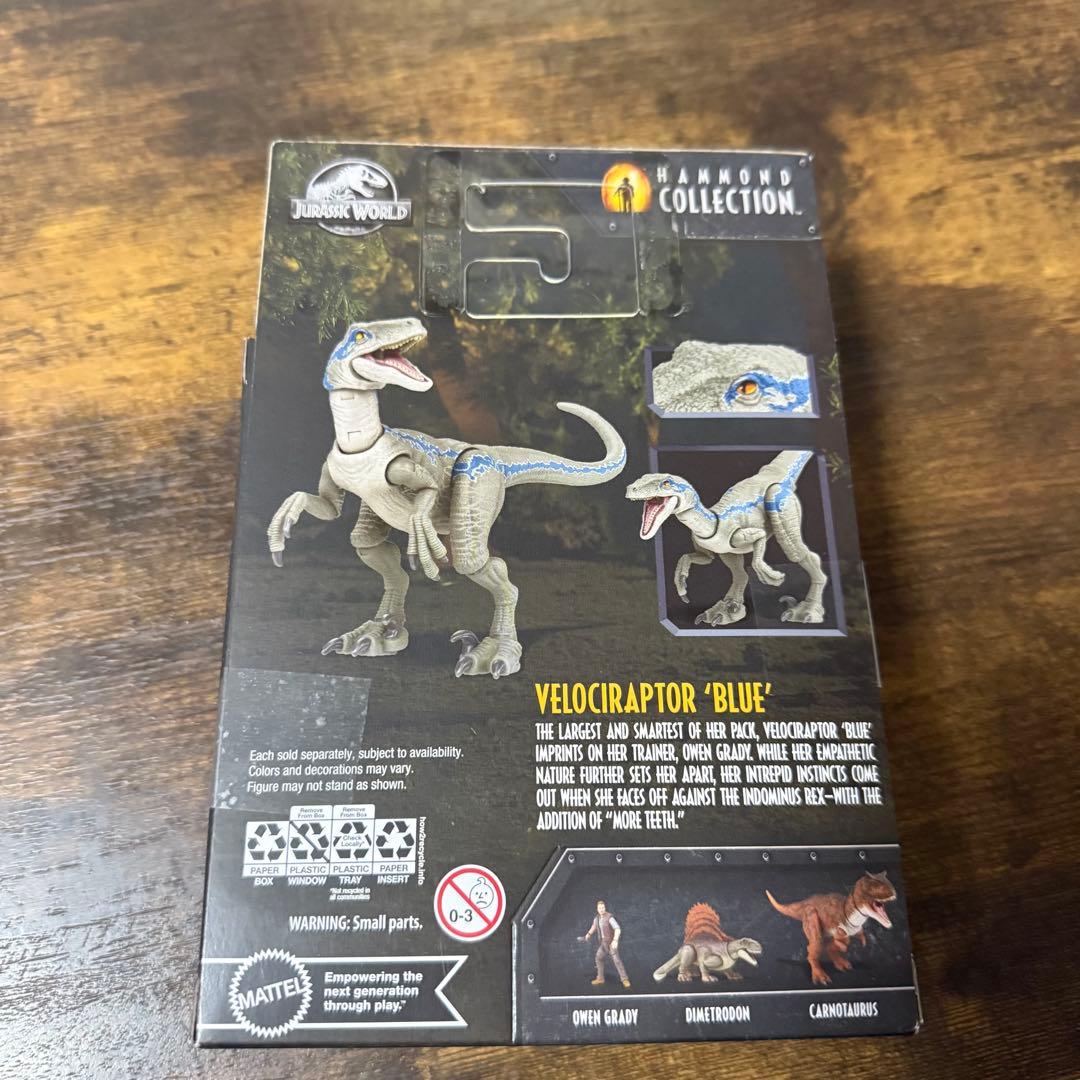 JURASSIC WORLD
HAMMOND
COLLECTION™
VELOCIRAPTOR ‘BLUE’
THE LARGEST AND SMARTEST OF HER PACK, VELOCIRAPTOR ‘BLUE’
IMPRINTS ON HER TRAINER, OWEN GRADY. WHILE HER EMPATHETIC
NATURE FURTHER SETS HER APART, HER INTREPID INSTINCTS COME
OUT WHEN SHE FACES OFF AGAINST THE INDOMINUS REX—WITH THE
ADDITION OF “MORE TEETH.”
Each sold separately, subject to availability.
Colors and decorations may vary.
Figure may not stand as shown.
Remove
From Box
Remove
From Box
Check
Locally*
PAPER
BOX
PLASTIC
WINDOW
PLASTIC
TRAY
PAPER
INSERT
*Not recycled in
all communities
how2recycle.info
WARNING: Small parts.
0-3
MATTEL
Empowering the
next generation
through play.™
OWEN GRADY
DIMETRODON
CARNOTAURUS